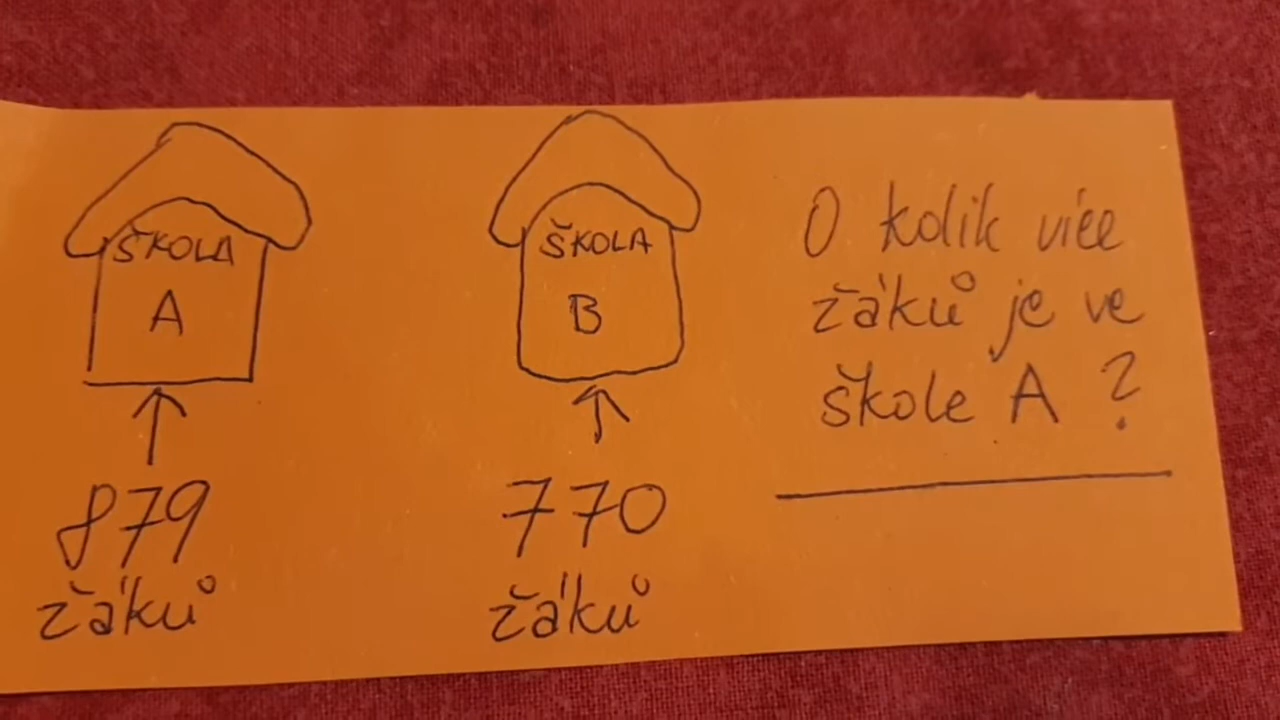 ŠKOLA
A
879
žáků
ŠKOLA
B
770
žáků
O kolik více
žáků je ve
škole A ?